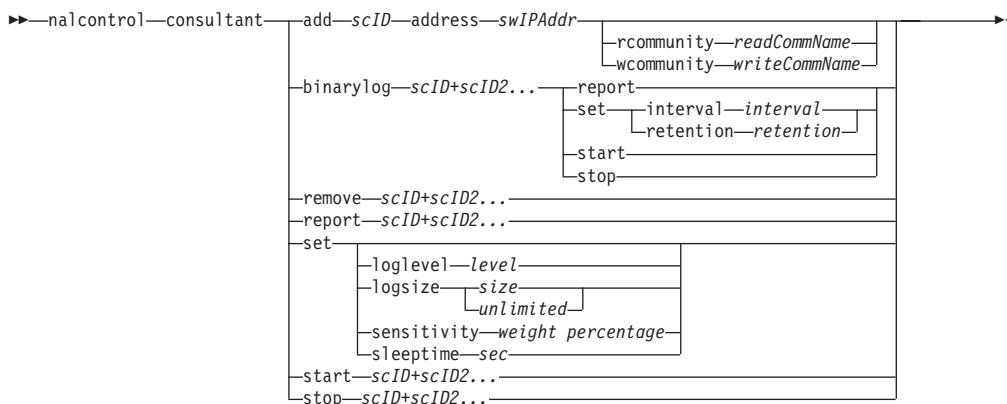 nalcontrol consultant add scID address swIPAddr
rcommunity readCommName
wcommunity writeCommName
binarylog scID+scID2... report
set interval interval
retention retention
start
stop
remove scID+scID2...
report scID+scID2...
set
loglevel level
logsize size
unlimited
sensitivity weight percentage
sleeptime sec
start scID+scID2...
stop scID+scID2...